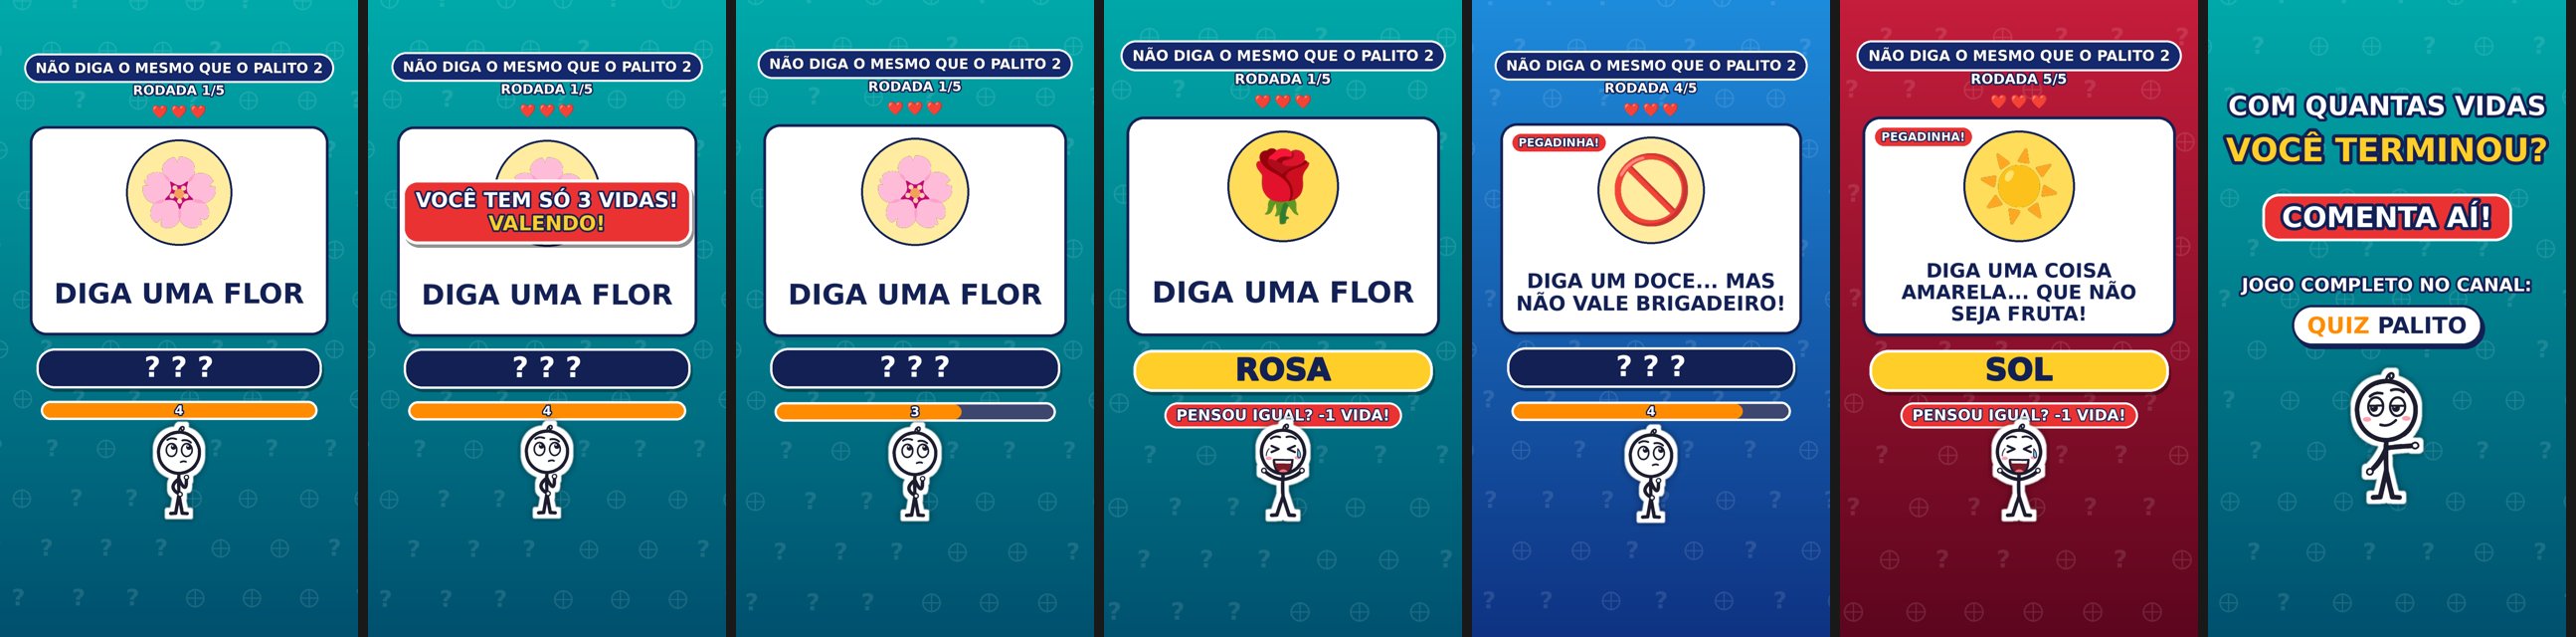 NÃO DIGA O MESMO QUE O PALITO 2
RODADA 1/5
DIGA UMA FLOR
? ? ?
4
NÃO DIGA O MESMO QUE O PALITO 2
RODADA 1/5
VOCÊ TEM SÓ 3 VIDAS!
VALENDO!
DIGA UMA FLOR
? ? ?
4
NÃO DIGA O MESMO QUE O PALITO 2
RODADA 1/5
DIGA UMA FLOR
? ? ?
3
NÃO DIGA O MESMO QUE O PALITO 2
RODADA 1/5
DIGA UMA FLOR
ROSA
PENSOU IGUAL? -1 VIDA!
NÃO DIGA O MESMO QUE O PALITO 2
RODADA 4/5
PEGADINHA!
DIGA UM DOCE... MAS
NÃO VALE BRIGADEIRO!
? ? ?
4
NÃO DIGA O MESMO QUE O PALITO 2
RODADA 5/5
PEGADINHA!
DIGA UMA COISA
AMARELA... QUE NÃO
SEJA FRUTA!
SOL
PENSOU IGUAL? -1 VIDA!
COM QUANTAS VIDAS
VOCÊ TERMINOU?
COMENTA AÍ!
JOGO COMPLETO NO CANAL:
QUIZ PALITO